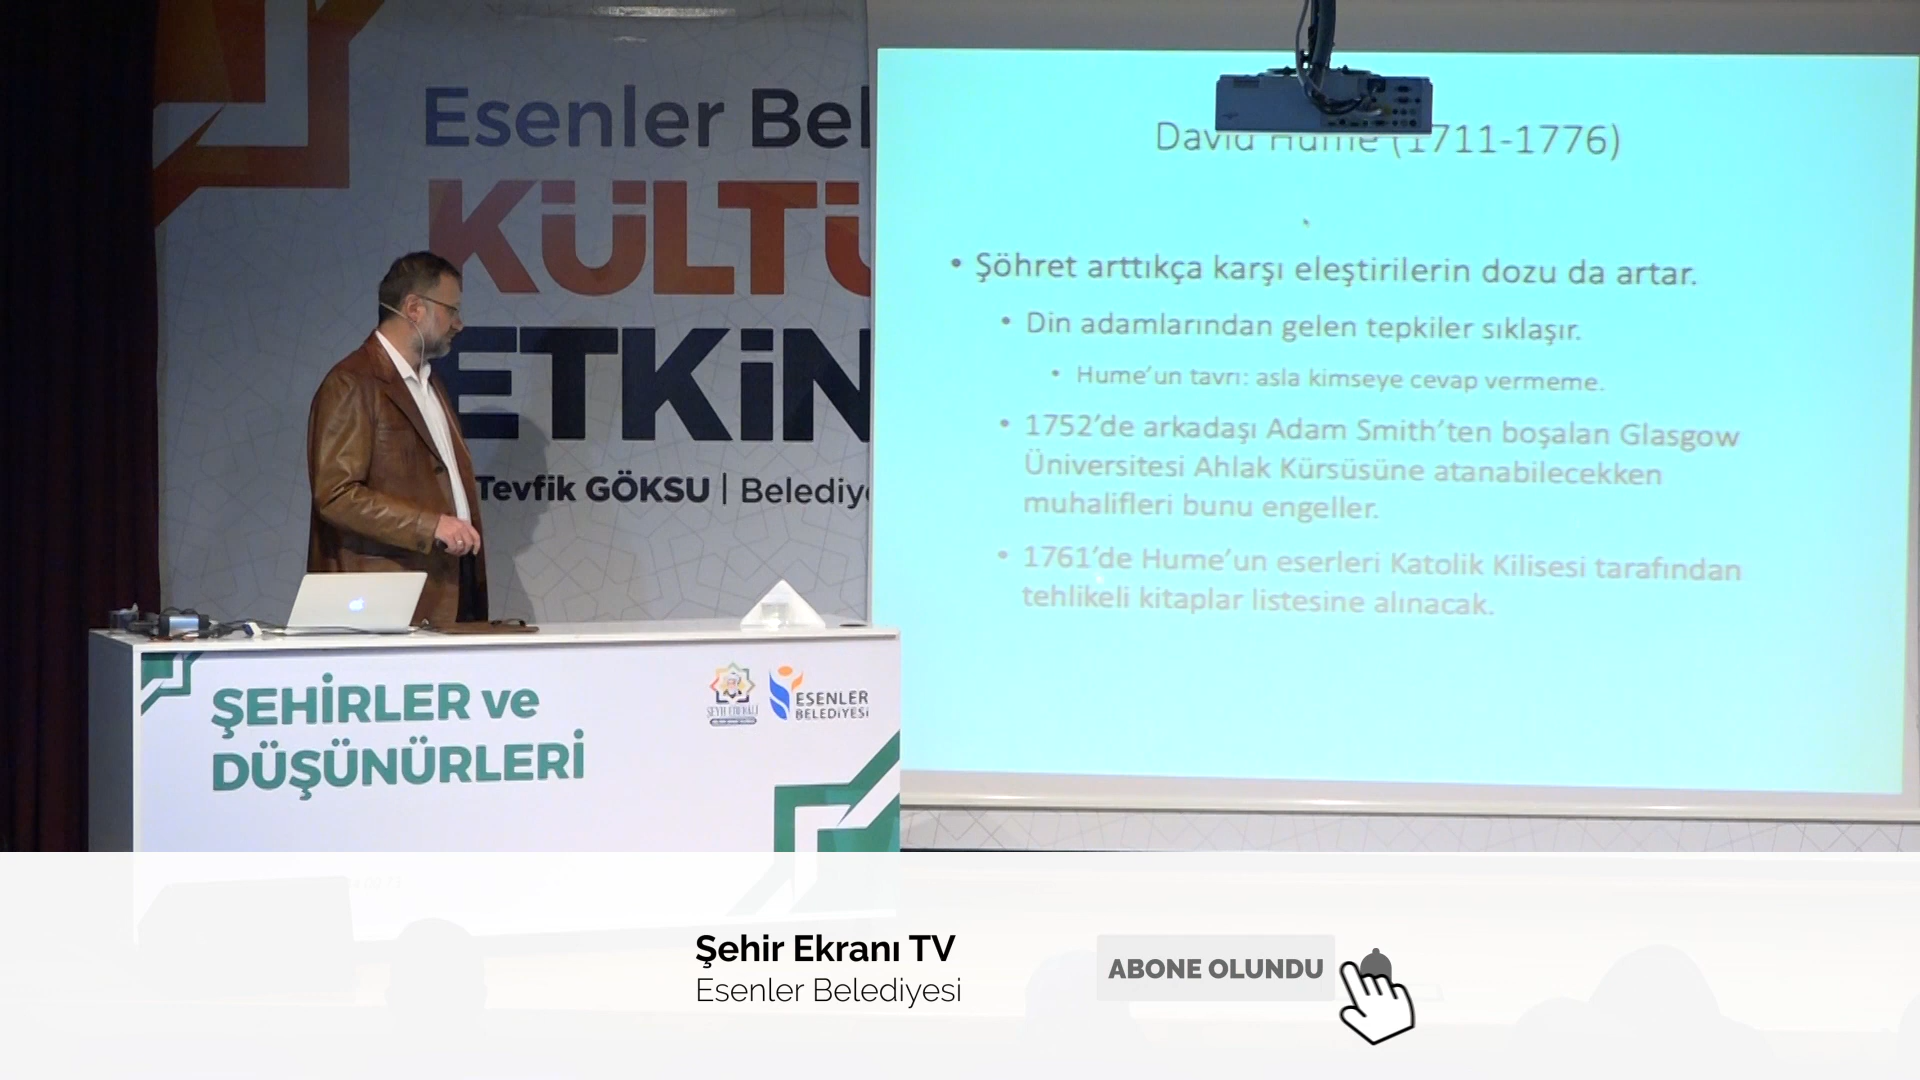 Esenler Bel
KÜLTÜ
ETKİN
Tevfik GÖKSU | Belediye
David Hume (1711-1776)
• Şöhret arttıkça karşı eleştirilerin dozu da artar.
• Din adamlarından gelen tepkiler sıklaşır.
• Hume’un tavrı: asla kimseye cevap vermeme.
• 1752’de arkadaşı Adam Smith’ten boşalan Glasgow
Üniversitesi Ahlak Kürsüsüne atanabilecekken
muhalifleri bunu engeller.
• 1761’de Hume’un eserleri Katolik Kilisesi tarafından
tehlikeli kitaplar listesine alınacak.
ŞEHİRLER ve
DÜŞÜNÜRLERİ
ŞEYH EDEBALİ
ESENLER
BELEDİYESİ
Şehir Ekranı TV
Esenler Belediyesi
ABONE OLUNDU